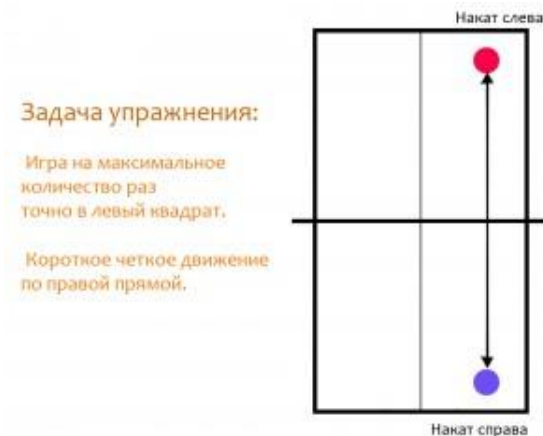 Накат слева
Задача упражнения:
Игра на максимальное
количество раз
точно в левый квадрат.
Короткое четкое движение
по правой прямой.
Накат справа